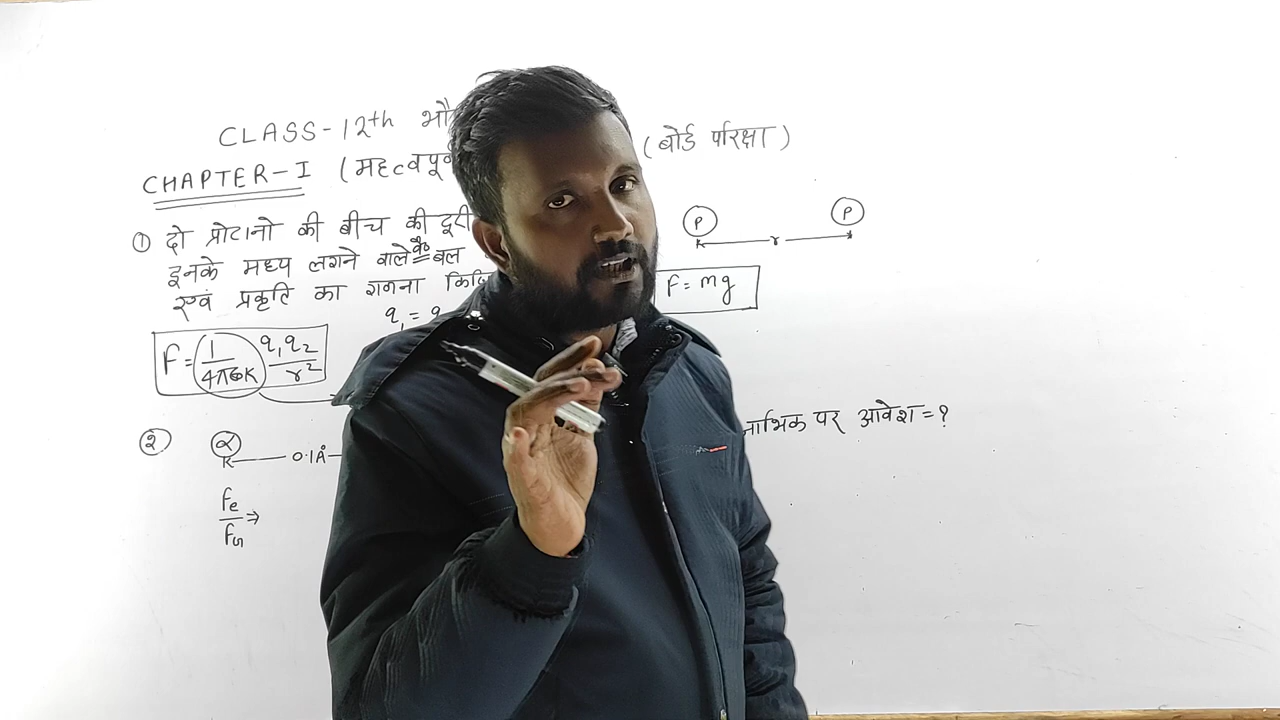 CLASS-12th भौ
CHAPTER-I (महत्वपूर्ण (बोर्ड परिक्षा)
① दो प्रोटानो की बीच की दूरी
इनके मध्य लगने वाले के बल
एवं प्रकृति का गणना
q₁=
F = 1/4πε₀K q₁q₂/r²
P r P
F = mg
② α 0.1Å
नाभिक पर आवेश = ?
Fe/FG ⇒